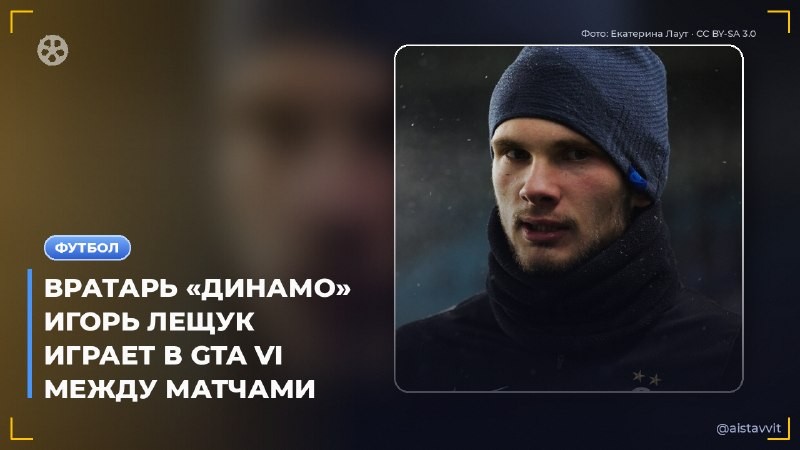 Фото: Екатерина Лаут · CC BY-SA 3.0
ФУТБОЛ
ВРАТАРЬ «ДИНАМО»
ИГОРЬ ЛЕЩУК
ИГРАЕТ В GTA VI
МЕЖДУ МАТЧАМИ
@aistavvit